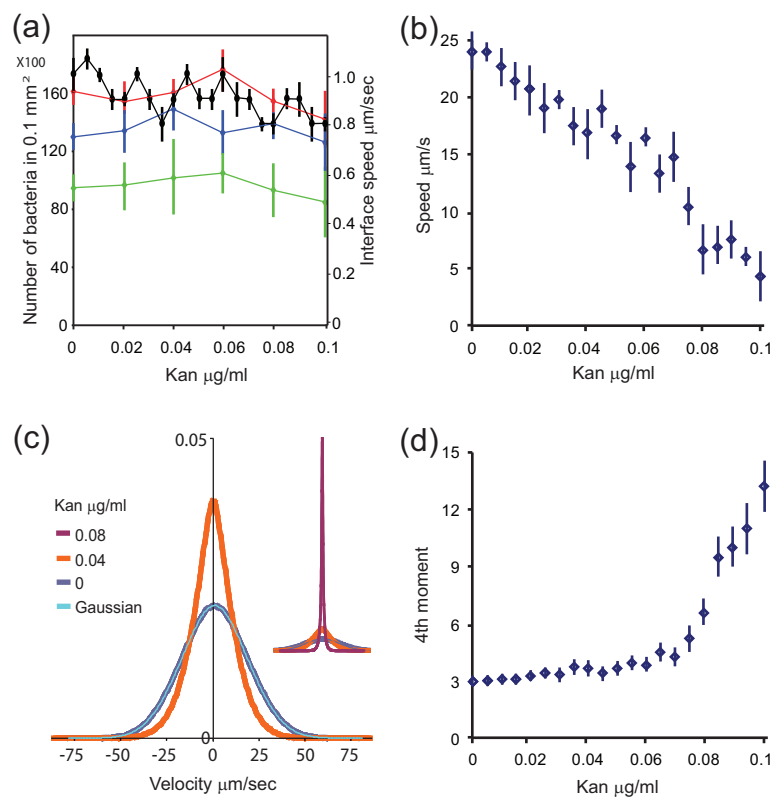 (a)
X100
Number of bacteria in 0.1 mm⁻²
160
120
80
40
0
1.0
0.8
0.6
0.4
0.2
0
Interface speed μm/sec
0 0.02 0.04 0.06 0.08 0.1
Kan μg/ml
(b)
Speed μm/s
25
20
15
10
5
0
0 0.02 0.04 0.06 0.08 0.1
Kan μg/ml
(c)
0.05
Kan μg/ml
0.08
0.04
0
Gaussian
0
-75 -50 -25 0 25 50 75
Velocity μm/sec
(d)
4th moment
15
12
9
6
3
0
0 0.02 0.04 0.06 0.08 0.1
Kan μg/ml